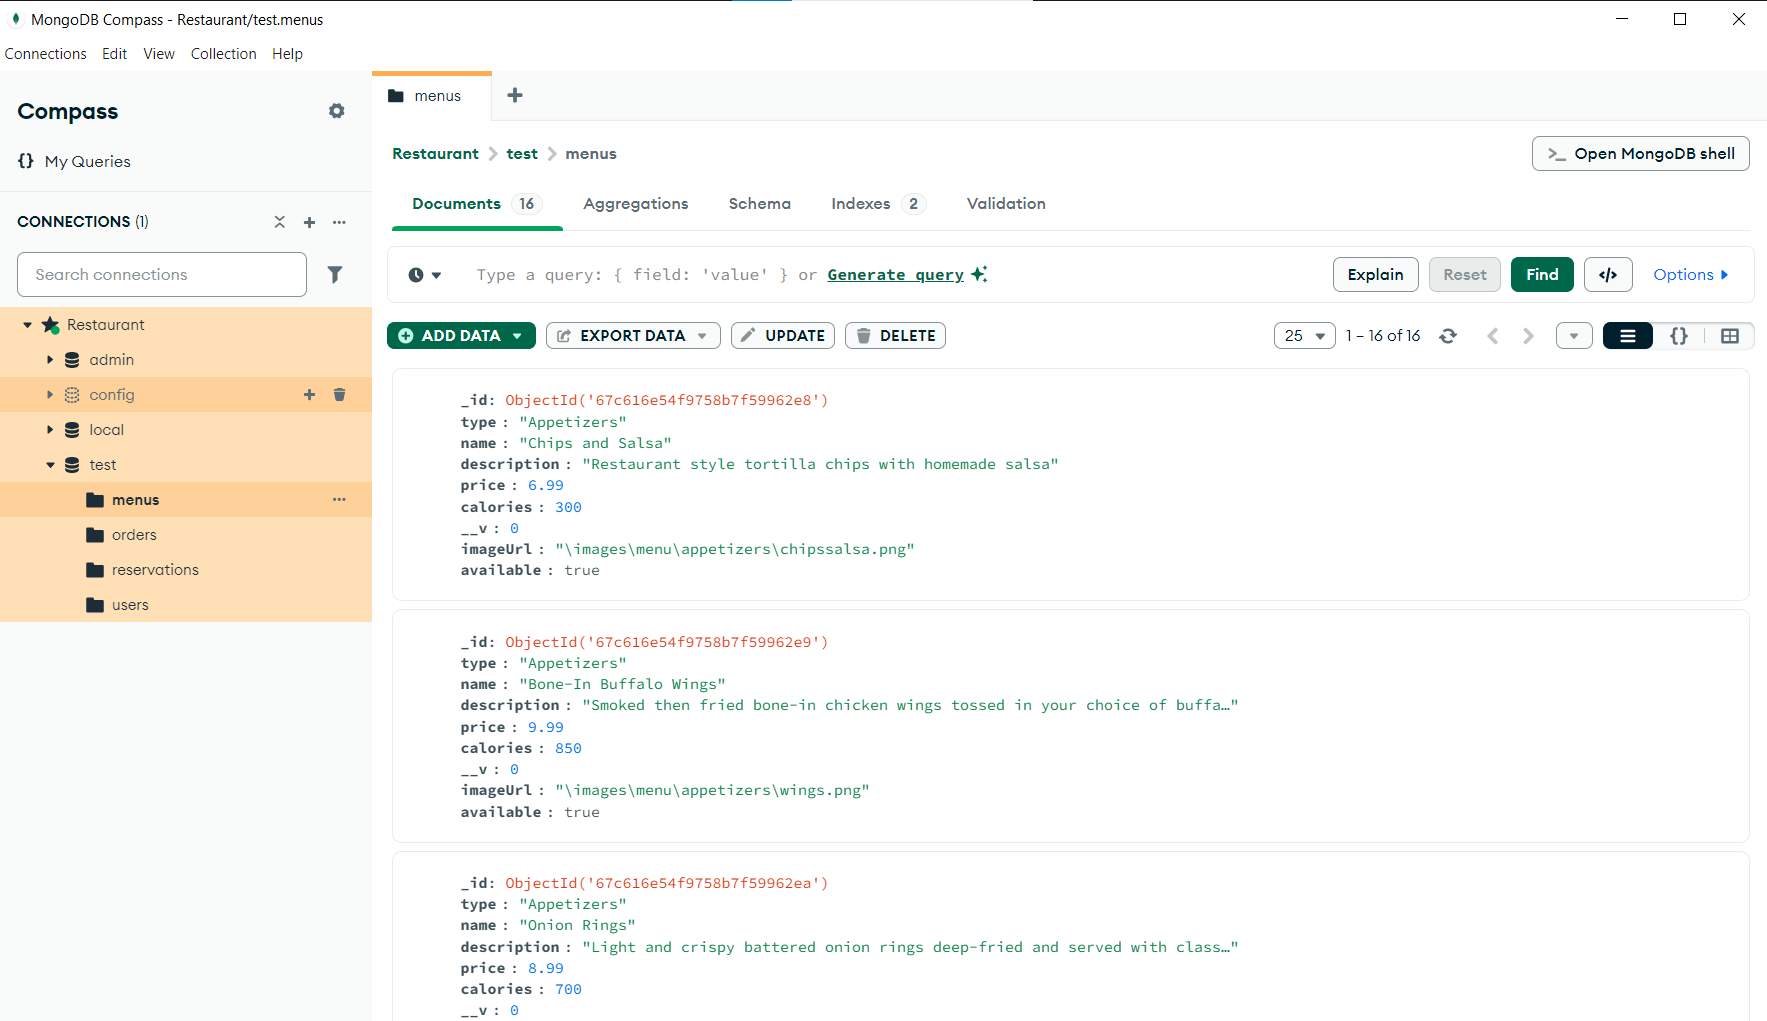 MongoDB Compass - Restaurant/test.menus
Connections Edit View Collection Help
Compass
{} My Queries
CONNECTIONS (1)
Search connections
Restaurant
admin
config
local
test
menus
orders
reservations
users
menus
Restaurant > test > menus
>_ Open MongoDB shell
Documents 16 Aggregations Schema Indexes 2 Validation
Type a query: { field: 'value' } or Generate query
Explain Reset Find </> Options
ADD DATA EXPORT DATA UPDATE DELETE
25 1 – 16 of 16 {}
_id: ObjectId('67c616e54f9758b7f59962e8')
type : "Appetizers"
name : "Chips and Salsa"
description : "Restaurant style tortilla chips with homemade salsa"
price : 6.99
calories : 300
__v : 0
imageUrl : "\images\menu\appetizers\chipssalsa.png"
available : true
_id: ObjectId('67c616e54f9758b7f59962e9')
type : "Appetizers"
name : "Bone-In Buffalo Wings"
description : "Smoked then fried bone-in chicken wings tossed in your choice of buffa…"
price : 9.99
calories : 850
__v : 0
imageUrl : "\images\menu\appetizers\wings.png"
available : true
_id: ObjectId('67c616e54f9758b7f59962ea')
type : "Appetizers"
name : "Onion Rings"
description : "Light and crispy battered onion rings deep-fried and served with class…"
price : 8.99
calories : 700
__v : 0